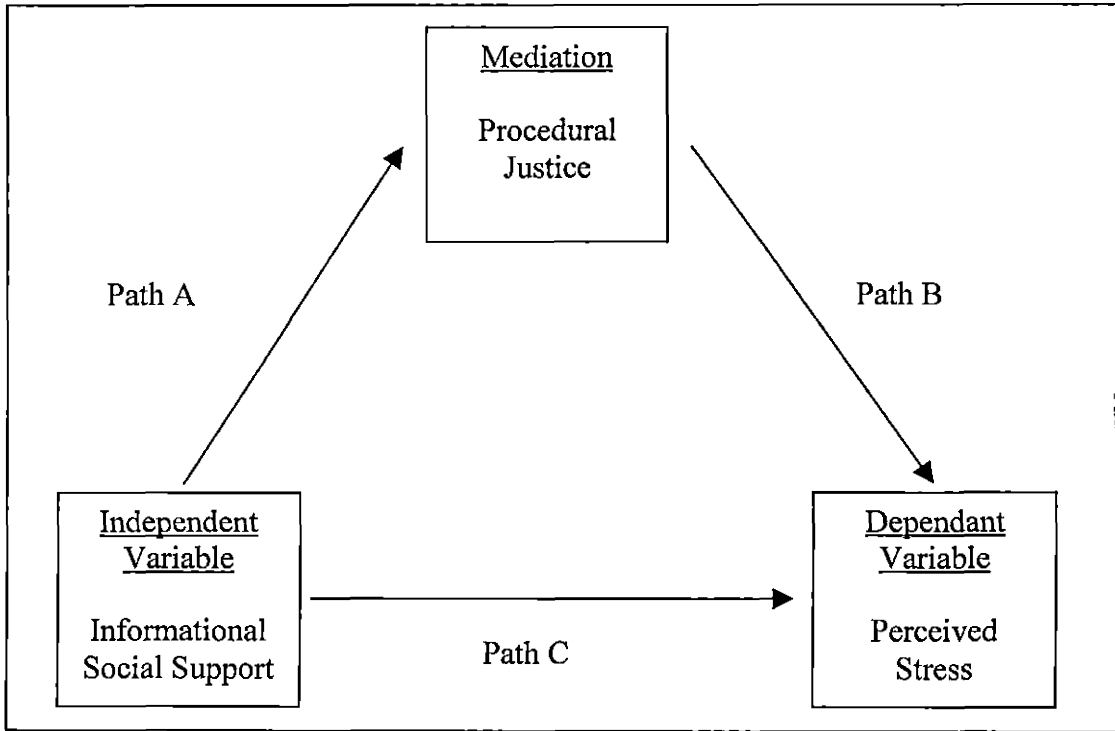 Mediation
Procedural
Justice
Path A
Path B
Independent
Variable
Informational
Social Support
Path C
Dependant
Variable
Perceived
Stress